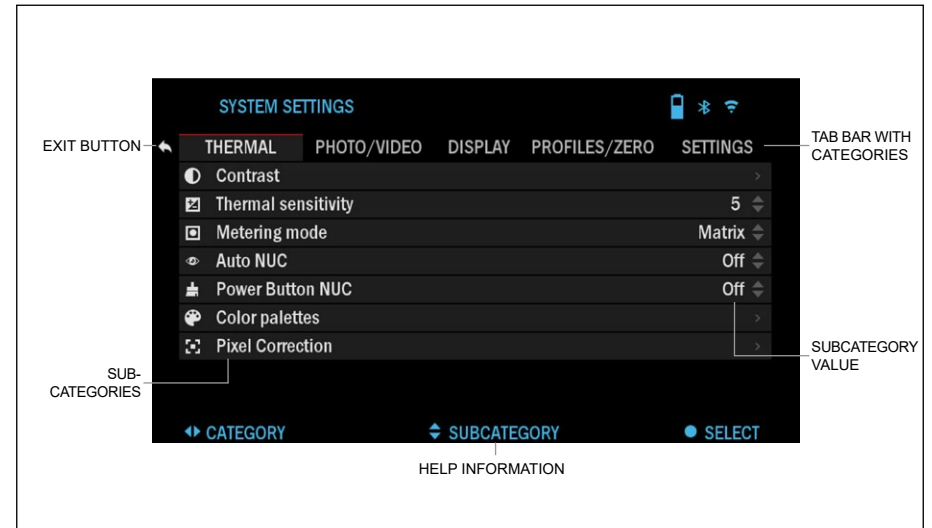 SYSTEM SETTINGS
EXIT BUTTON
THERMAL PHOTO/VIDEO DISPLAY PROFILES/ZERO SETTINGS
TAB BAR WITH
CATEGORIES
Contrast
Thermal sensitivity 5
Metering mode Matrix
Auto NUC Off
Power Button NUC Off
Color palettes
Pixel Correction
SUBCATEGORY
VALUE
SUB-
CATEGORIES
CATEGORY SUBCATEGORY SELECT
HELP INFORMATION